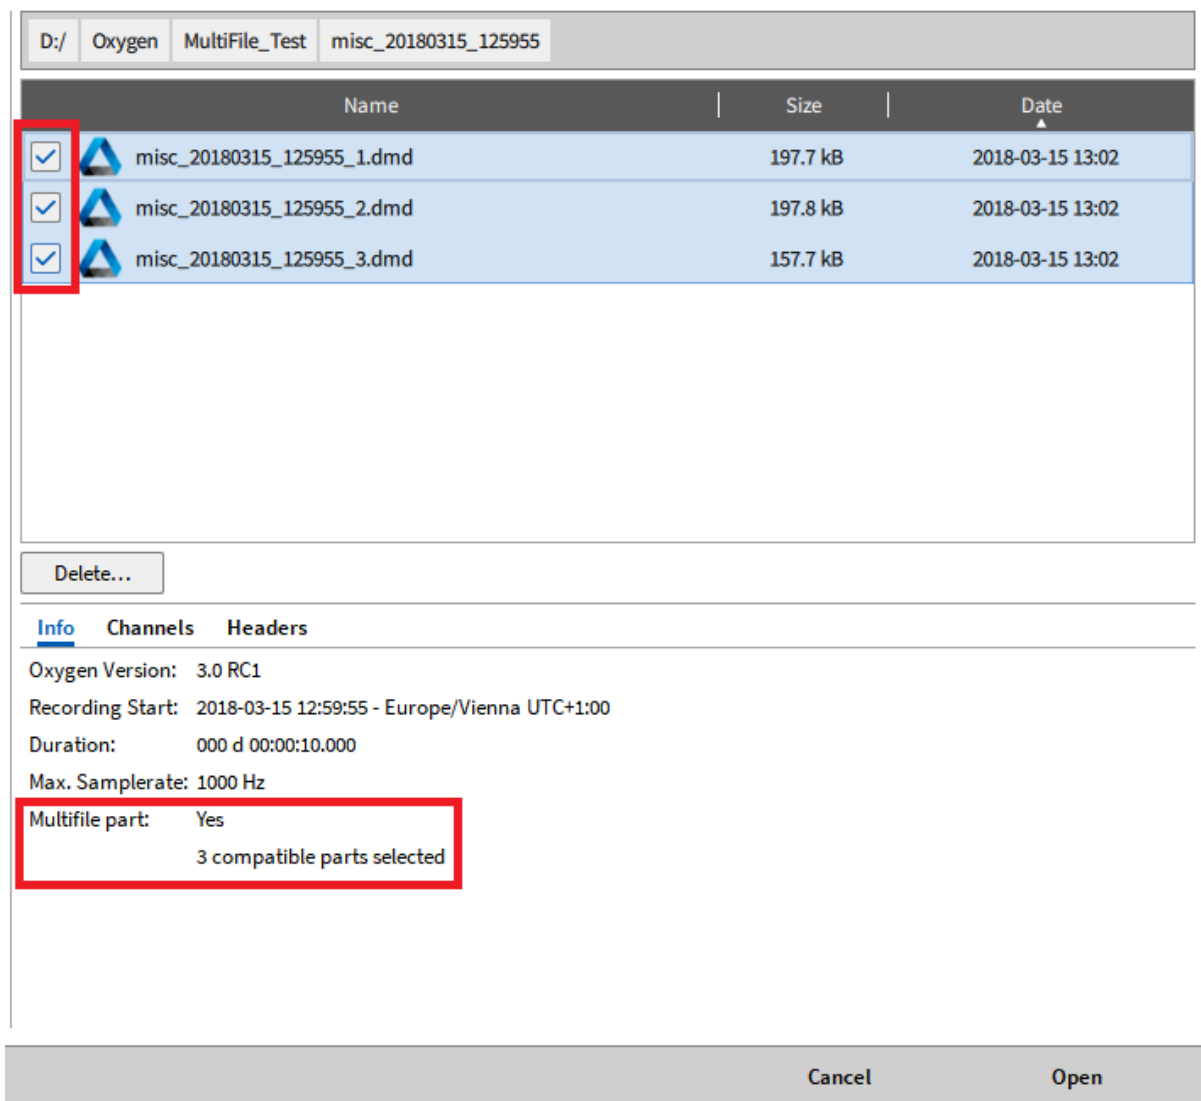 D:/ Oxygen MultiFile_Test misc_20180315_125955
Name Size Date
misc_20180315_125955_1.dmd 197.7 kB 2018-03-15 13:02
misc_20180315_125955_2.dmd 197.8 kB 2018-03-15 13:02
misc_20180315_125955_3.dmd 157.7 kB 2018-03-15 13:02
Delete...
Info Channels Headers
Oxygen Version: 3.0 RC1
Recording Start: 2018-03-15 12:59:55 - Europe/Vienna UTC+1:00
Duration: 000 d 00:00:10.000
Max. Samplerate: 1000 Hz
Multifile part: Yes
3 compatible parts selected
Cancel Open